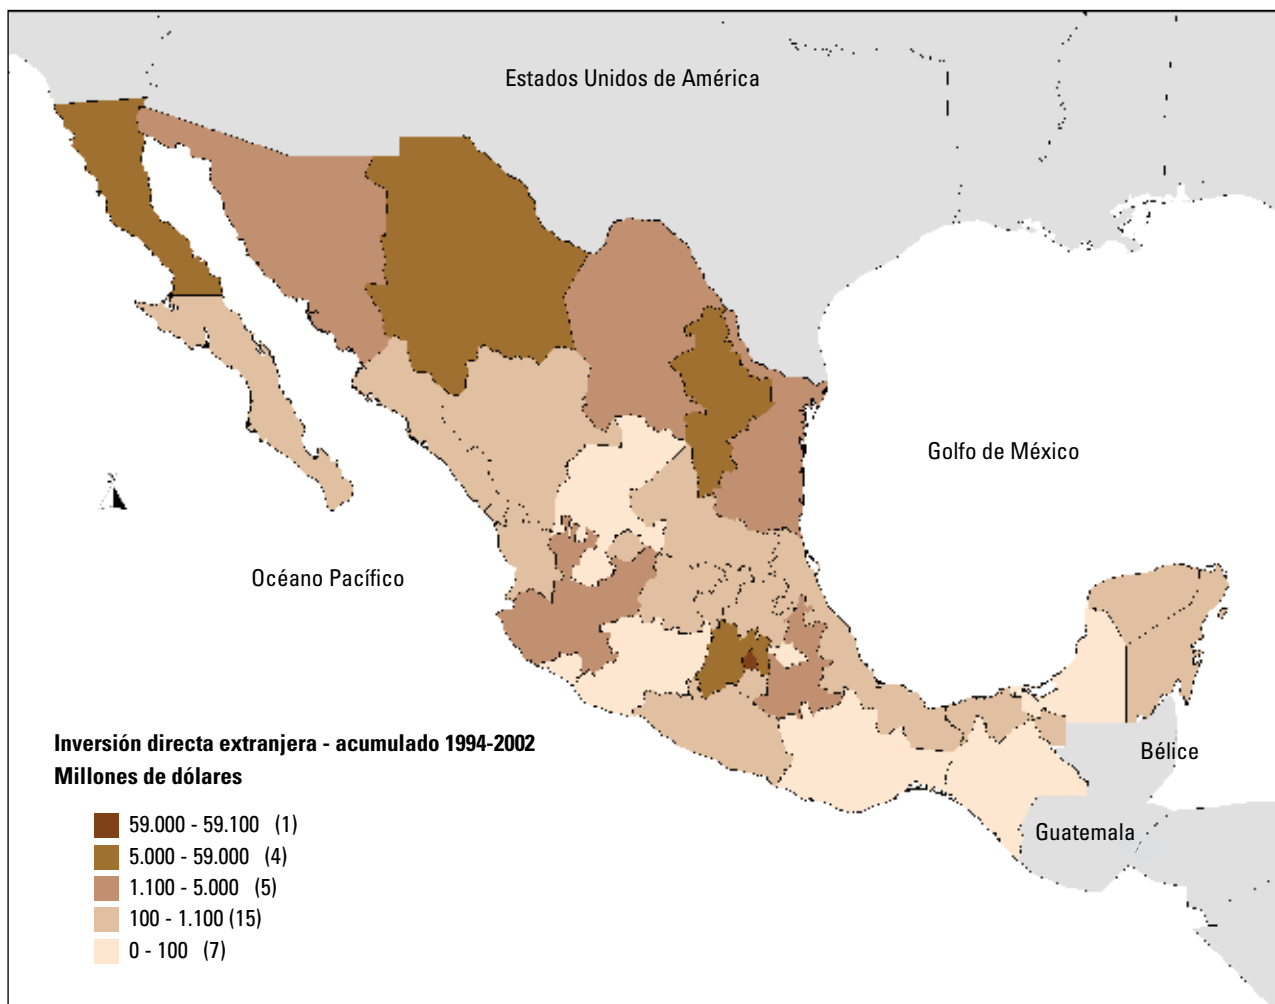 Estados Unidos de América
Golfo de México
Océano Pacífico
Inversión directa extranjera - acumulado 1994-2002
Millones de dólares
59.000 - 59.100 (1)
5.000 - 59.000 (4)
1.100 - 5.000 (5)
100 - 1.100 (15)
0 - 100 (7)
Bélice
Guatemala